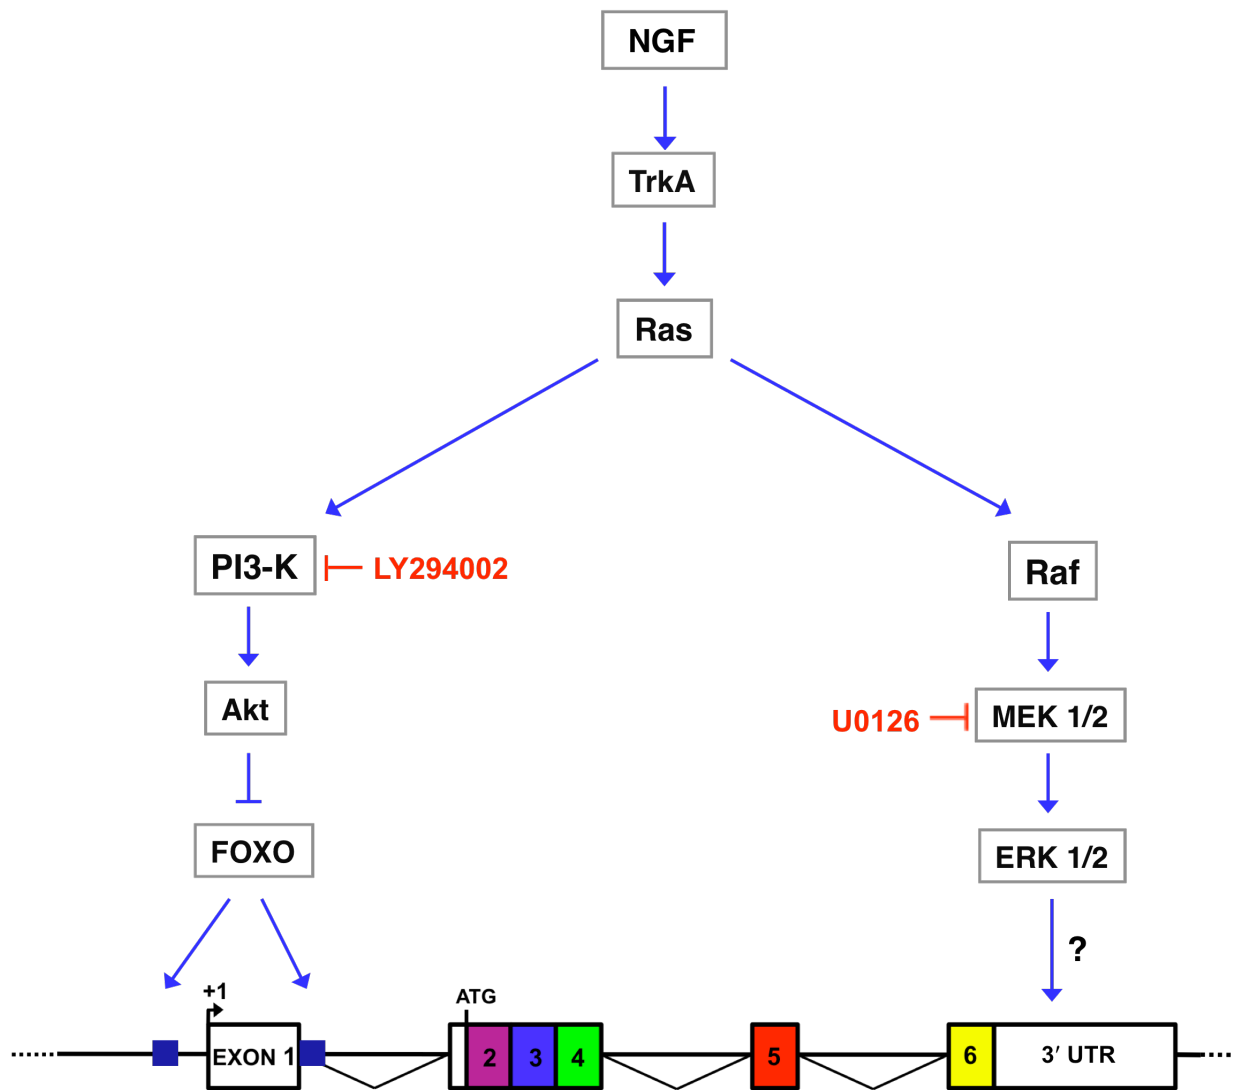 NGF
TrkA
Ras
PI3-K
LY294002
Raf
Akt
U0126
MEK 1/2
FOXO
ERK 1/2
?
+1
ATG
EXON 1
2
3
4
5
6
3′ UTR